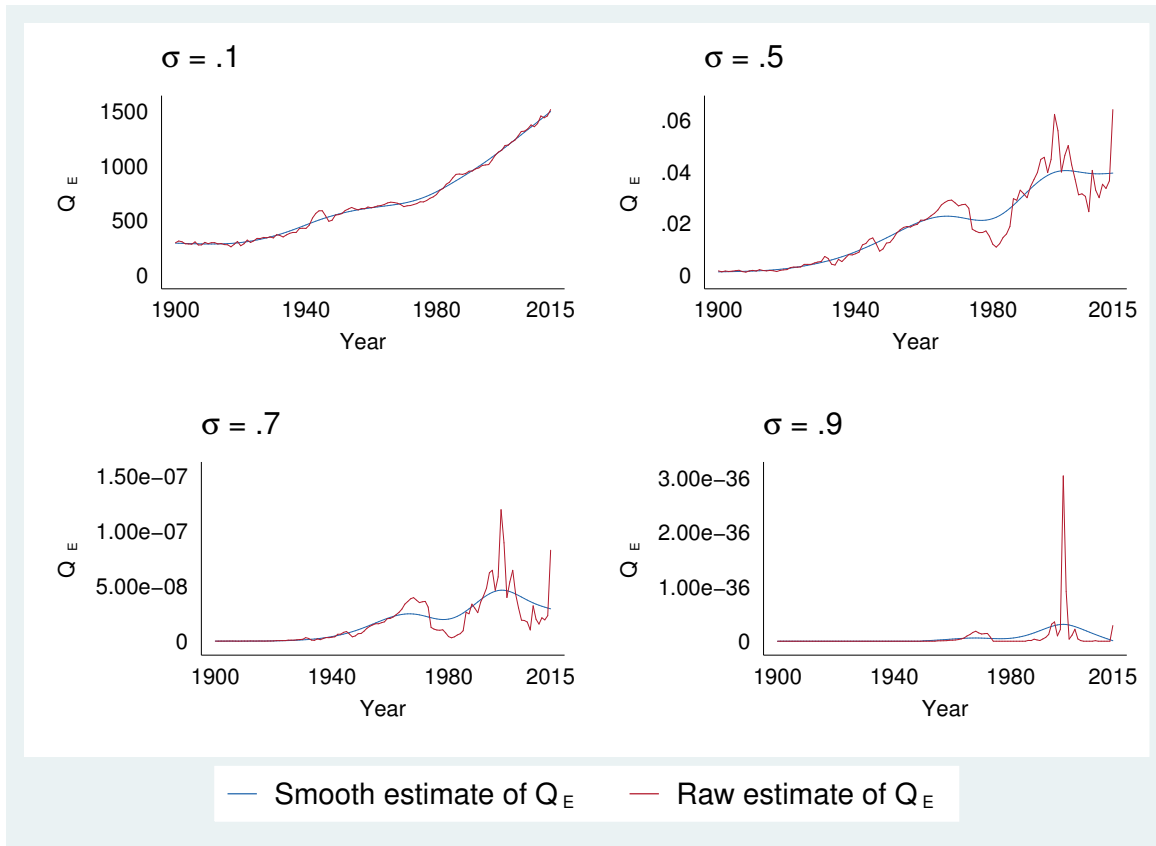 σ = .1
1500
1000
500
0
Q E
1900 1940 1980 2015
Year
σ = .5
.06
.04
.02
0
Q E
1900 1940 1980 2015
Year
σ = .7
1.50e−07
1.00e−07
5.00e−08
0
Q E
1900 1940 1980 2015
Year
σ = .9
3.00e−36
2.00e−36
1.00e−36
0
Q E
1900 1940 1980 2015
Year
Smooth estimate of Q E Raw estimate of Q E